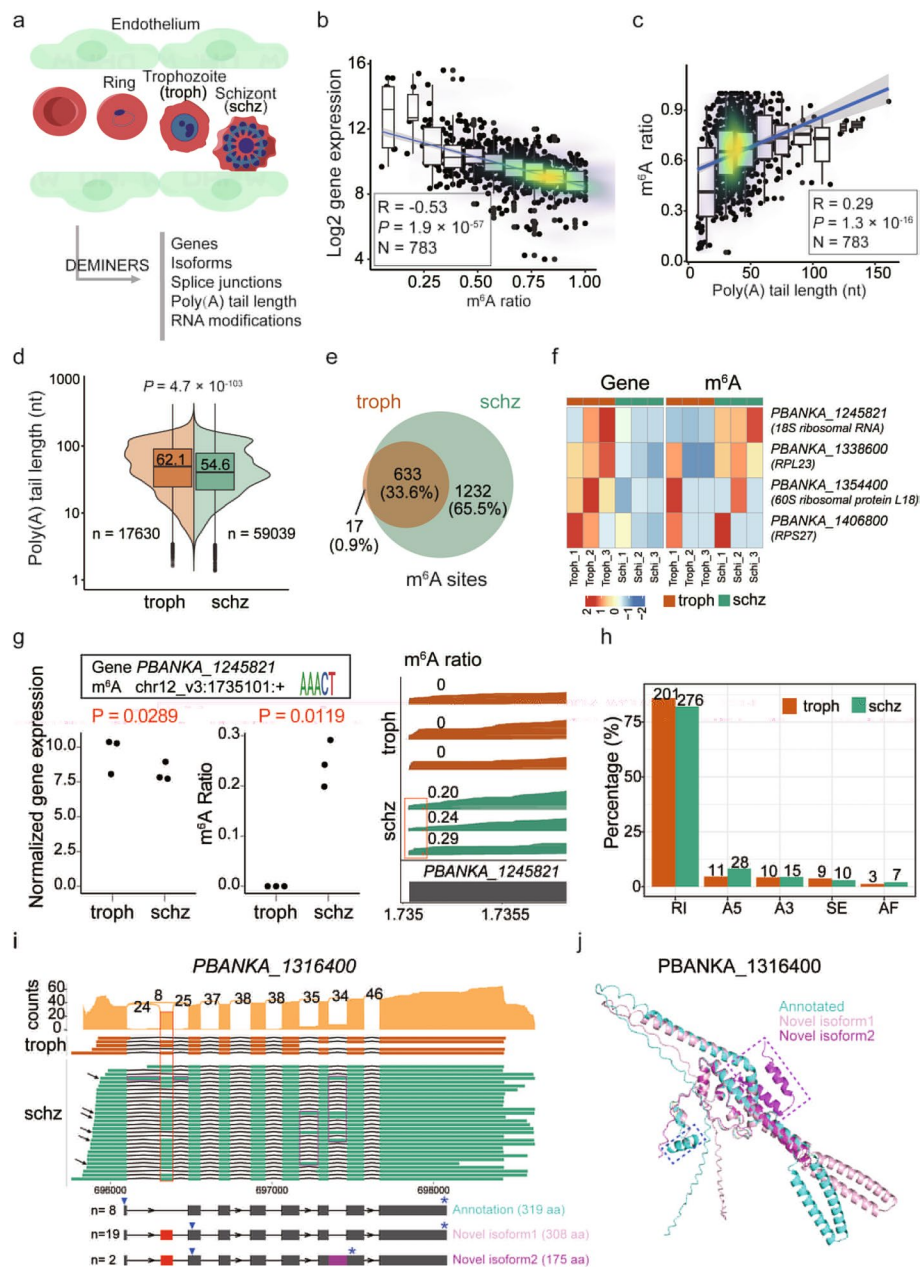 a
Endothelium
Ring
Trophozoite
(troph)
Schizont
(schz)
DEMINERS
Genes
Isoforms
Splice junctions
Poly(A) tail length
RNA modifications
b
Log2 gene expression
16
12
8
4
R = -0.53
P = 1.9 × 10⁻⁵⁷
N = 783
0.25
0.50
0.75
1.00
m⁶A ratio
c
m⁶A ratio
0.9
0.6
0.3
0.0
R = 0.29
P = 1.3 × 10⁻¹⁶
N = 783
0
50
100
150
Poly(A) tail length (nt)
d
Poly(A) tail length (nt)
1000
100
10
1
P = 4.7 × 10⁻¹⁰³
62.1
54.6
n = 17630
n = 59039
troph
schz
e
troph
schz
633
(33.6%)
1232
(65.5%)
17
(0.9%)
m⁶A sites
f
Gene
m⁶A
PBANKA_1245821
(18S ribosomal RNA)
PBANKA_1338600
(RPL23)
PBANKA_1354400
(60S ribosomal protein L18)
PBANKA_1406800
(RPS27)
Troph_1
Troph_2
Troph_3
Schi_1
Schi_2
Schi_3
Troph_1
Troph_2
Troph_3
Schi_1
Schi_2
Schi_3
2
1
0
-1
-2
troph
schz
g
Gene PBANKA_1245821
m⁶A chr12_v3:1735101:+
AAACT
P = 0.0289
P = 0.0119
Normalized gene expression
10.0
7.5
5.0
2.5
0.0
troph
schz
m⁶A Ratio
0.3
0.2
0.1
0.0
troph
schz
m⁶A ratio
troph
0
0
0
schz
0.20
0.24
0.29
PBANKA_1245821
1.735
1.7355
h
Percentage (%)
75
50
25
0
201
276
11
28
10
15
9
10
3
7
troph
schz
RI
A5
A3
SE
AF
i
PBANKA_1316400
counts
60
40
20
0
24
8
25
37
38
38
35
34
46
troph
schz
696000
697000
698000
n= 8
Annotation (319 aa)
n=19
Novel isoform1 (308 aa)
n= 2
Novel isoform2 (175 aa)
j
PBANKA_1316400
Annotated
Novel isoform1
Novel isoform2